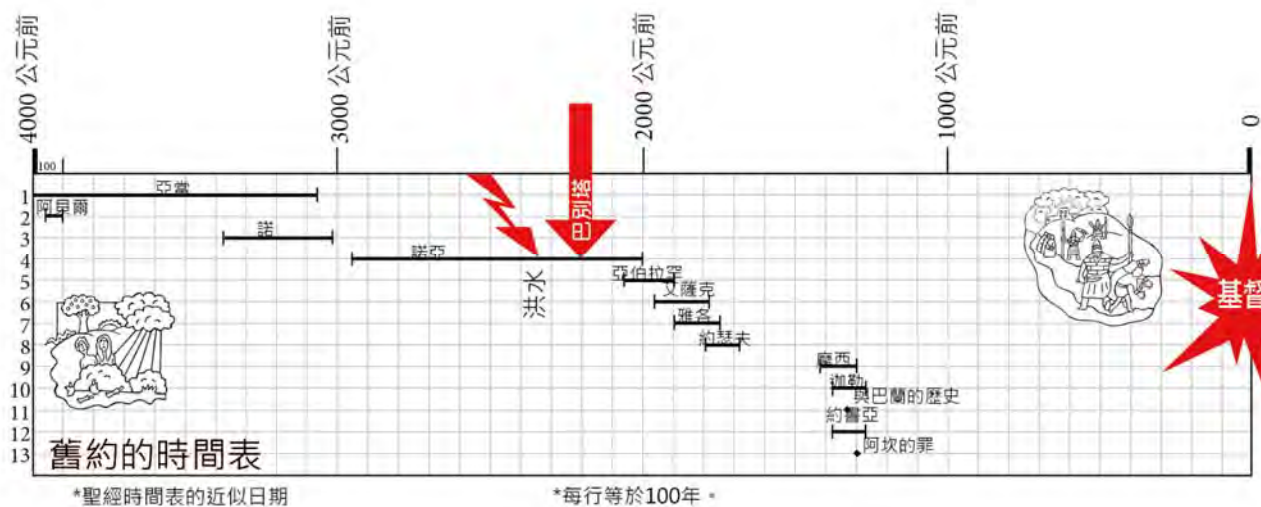 4000 公元前
3000 公元前
2000 公元前
1000 公元前
0
100
1
亞當
2
阿貝爾
3
諾
4
諾亞
巴別塔
洪水
5
亞伯拉罕
6
艾薩克
7
雅各
8
約瑟夫
9
摩西
10
迦勒
11
與巴蘭的歷史
12
約書亞
13
阿坎的罪
基督
舊約的時間表
*聖經時間表的近似日期
*每行等於100年。